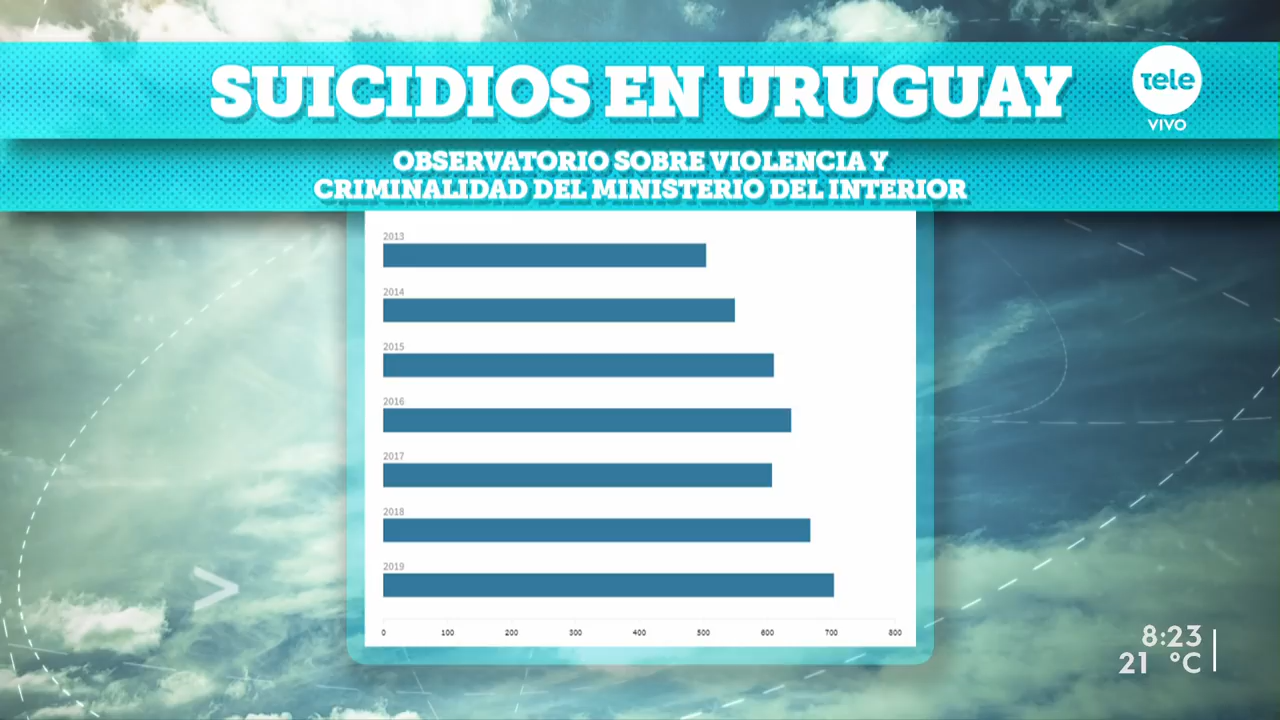 SUICIDIOS EN URUGUAY
Tele
VIVO
OBSERVATORIO SOBRE VIOLENCIA Y
CRIMINALIDAD DEL MINISTERIO DEL INTERIOR
2013
2014
2015
2016
2017
2018
2019
0 100 200 300 400 500 600 700 800
8:23
21 °C